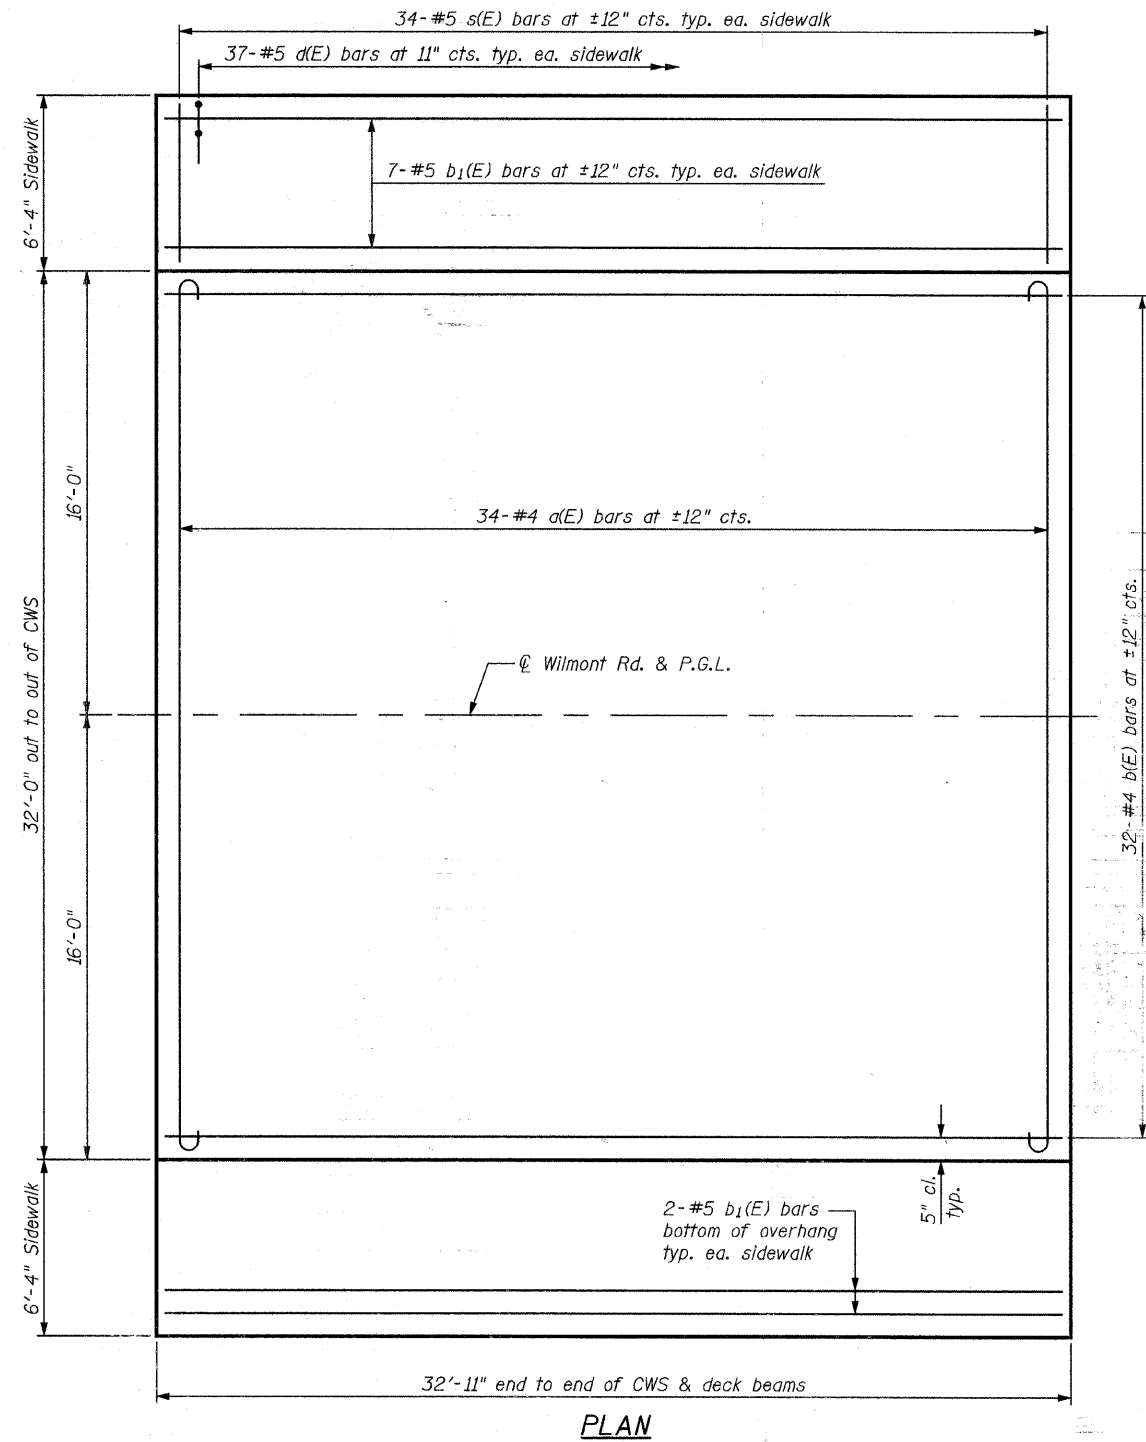 34-#5 s(E) bars at ±12" cts. typ. ea. sidewalk
37-#5 d(E) bars at 11" cts. typ. ea. sidewalk
6'-4" Sidewalk
7-#5 b₁(E) bars at ±12" cts. typ. ea. sidewalk
16'-0"
34-#4 a(E) bars at ±12" cts.
32'-0" out to out of CWS
℄ Wilmont Rd. & P.G.L.
32-#4 b(E) bars at ±12" cts.
16'-0"
5" cl.
typ.
2-#5 b₁(E) bars
bottom of overhang
typ. ea. sidewalk
6'-4" Sidewalk
32'-11" end to end of CWS & deck beams
PLAN